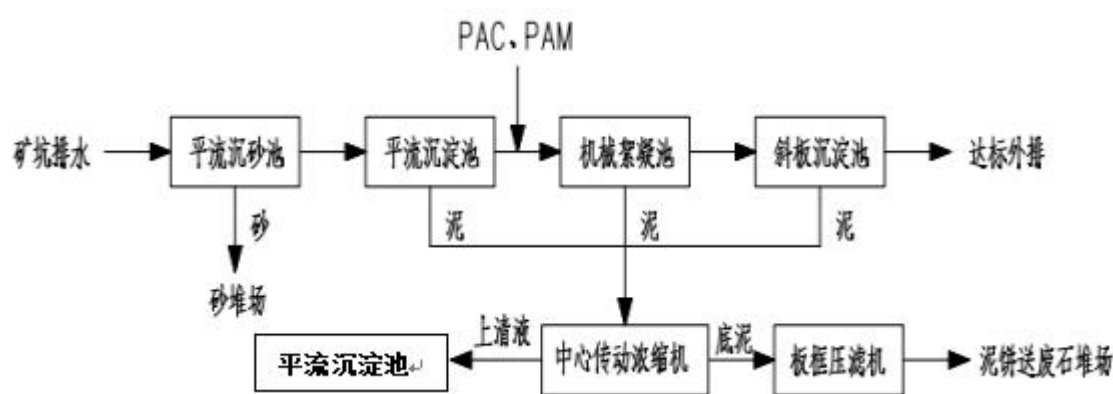 PAC、PAM
矿坑排水
平流沉砂池
平流沉淀池
机械絮凝池
斜板沉淀池
达标外排
砂
泥
泥
泥
砂堆场
上清液
底泥
平流沉淀池
中心传动浓缩机
板框压滤机
泥饼送废石堆场